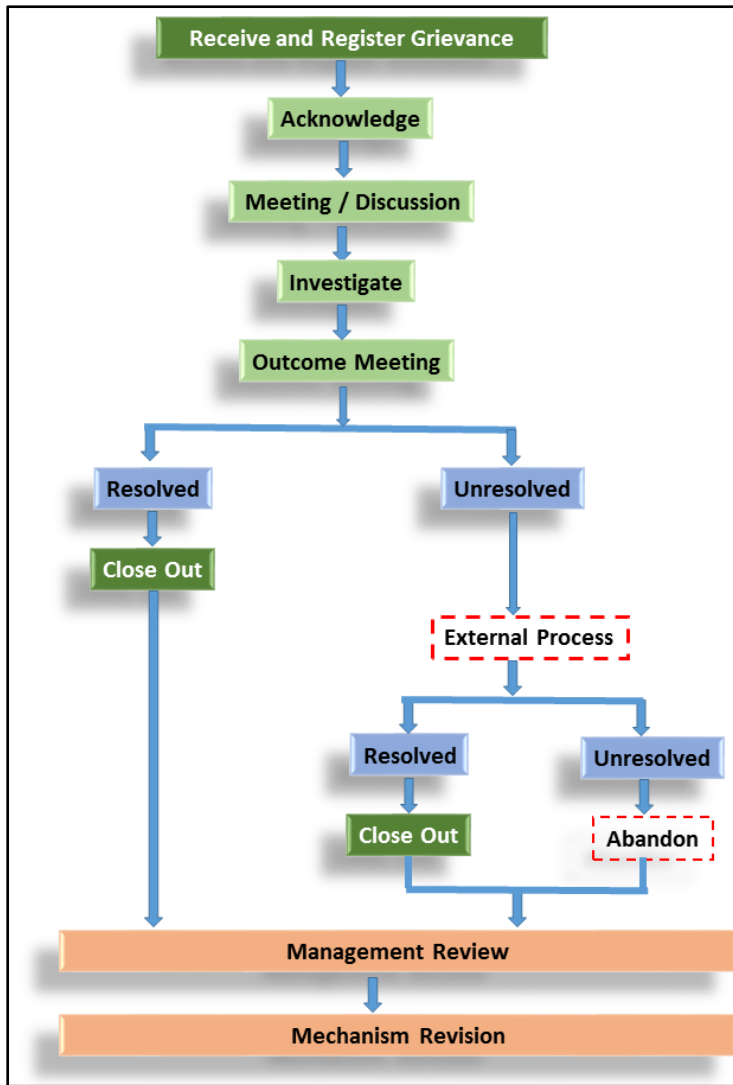 Receive and Register Grievance
Acknowledge
Meeting / Discussion
Investigate
Outcome Meeting
Resolved
Unresolved
Close Out
External Process
Resolved
Unresolved
Close Out
Abandon
Management Review
Mechanism Revision